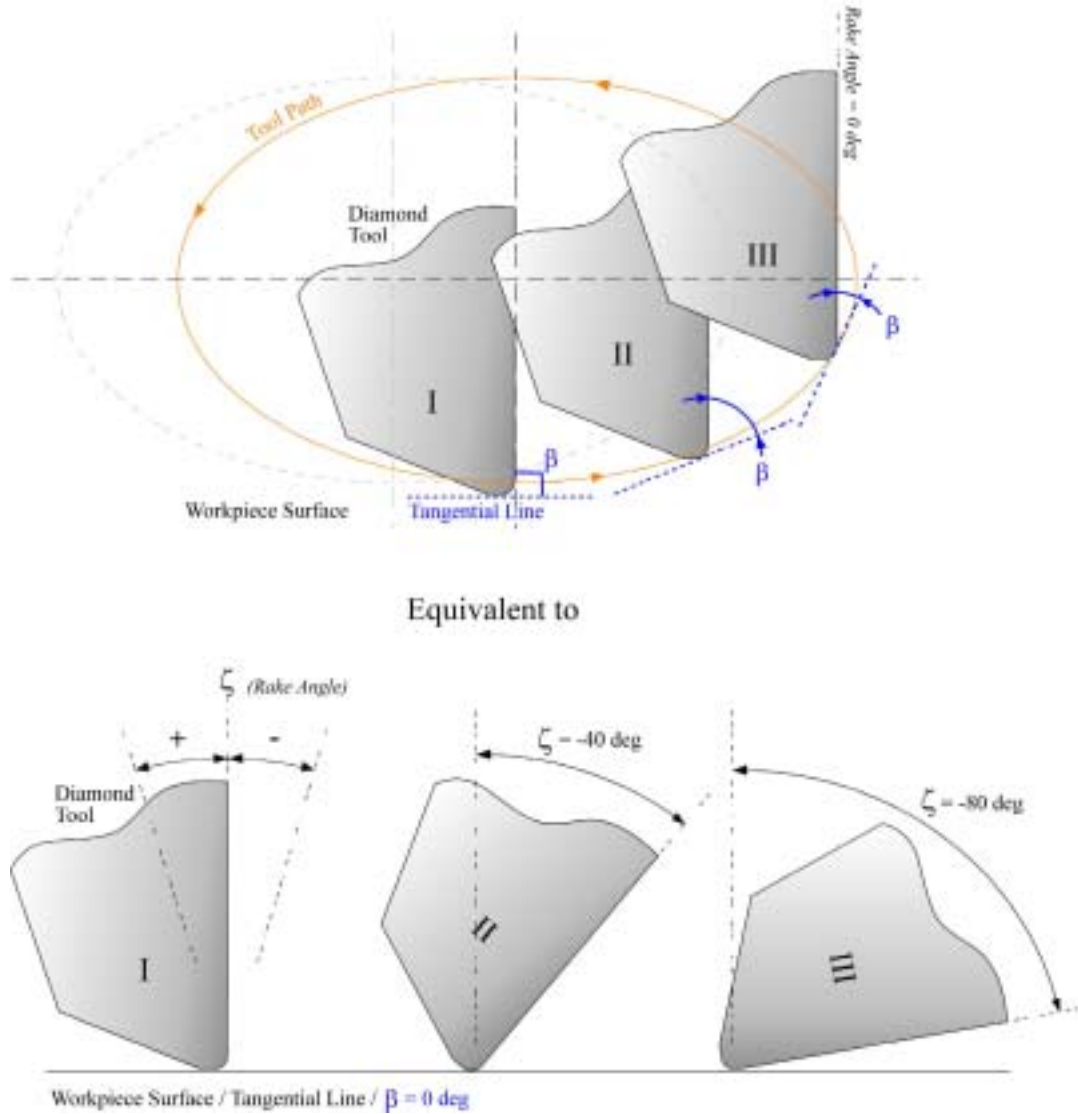 Rake Angle = 0 deg
Tool Path
Diamond
Tool
III
II
I
β
β
β
Workpiece Surface
Tangential Line
Equivalent to
ζ (Rake Angle)
+ -
ζ = -40 deg
ζ = -80 deg
Diamond
Tool
I
II
III
Workpiece Surface / Tangential Line / β = 0 deg